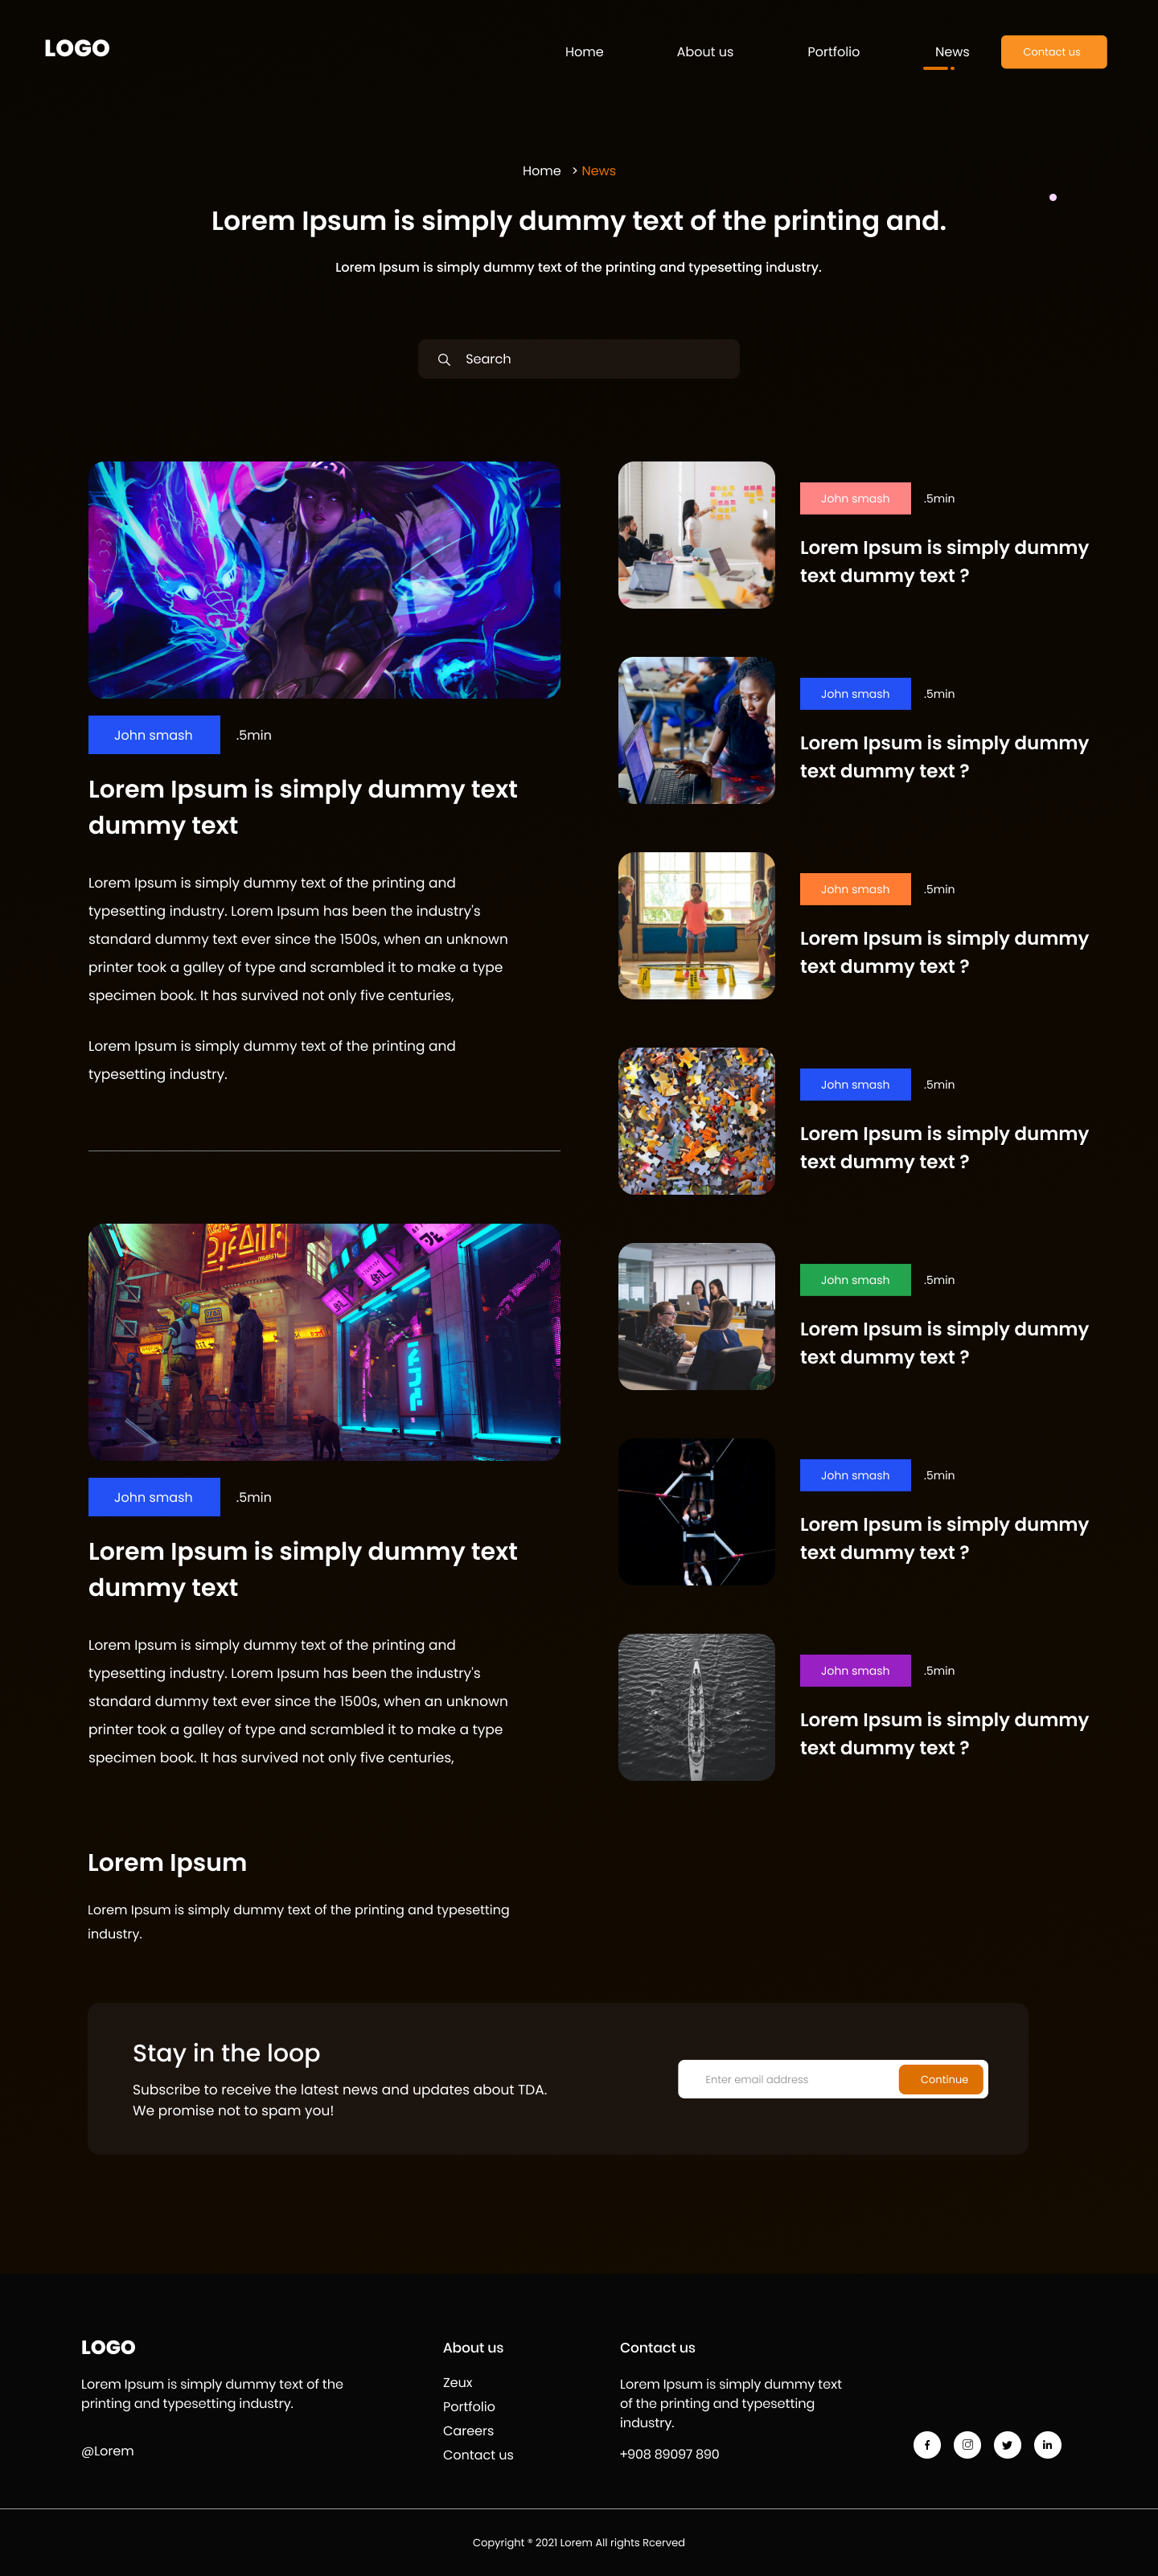 LOGO
Home
About us
Portfolio
News
Contact us
Home > News
Lorem Ipsum is simply dummy text of the printing and.
Lorem Ipsum is simply dummy text of the printing and typesetting industry.
Search
John smash
.5min
Lorem Ipsum is simply dummy text
dummy text
Lorem Ipsum is simply dummy text of the printing and
typesetting industry. Lorem Ipsum has been the industry's
standard dummy text ever since the 1500s, when an unknown
printer took a galley of type and scrambled it to make a type
specimen book. It has survived not only five centuries,
Lorem Ipsum is simply dummy text of the printing and
typesetting industry.
John smash
.5min
Lorem Ipsum is simply dummy text
dummy text
Lorem Ipsum is simply dummy text of the printing and
typesetting industry. Lorem Ipsum has been the industry's
standard dummy text ever since the 1500s, when an unknown
printer took a galley of type and scrambled it to make a type
specimen book. It has survived not only five centuries,
John smash
.5min
Lorem Ipsum is simply dummy
text dummy text ?
John smash
.5min
Lorem Ipsum is simply dummy
text dummy text ?
John smash
.5min
Lorem Ipsum is simply dummy
text dummy text ?
John smash
.5min
Lorem Ipsum is simply dummy
text dummy text ?
John smash
.5min
Lorem Ipsum is simply dummy
text dummy text ?
John smash
.5min
Lorem Ipsum is simply dummy
text dummy text ?
John smash
.5min
Lorem Ipsum is simply dummy
text dummy text ?
Lorem Ipsum
Lorem Ipsum is simply dummy text of the printing and typesetting
industry.
Stay in the loop
Subscribe to receive the latest news and updates about TDA.
We promise not to spam you!
Enter email address
Continue
LOGO
Lorem Ipsum is simply dummy text of the
printing and typesetting industry.
@Lorem
About us
Zeux
Portfolio
Careers
Contact us
Contact us
Lorem Ipsum is simply dummy text
of the printing and typesetting
industry.
+908 89097 890
Copyright ® 2021 Lorem All rights Rcerved